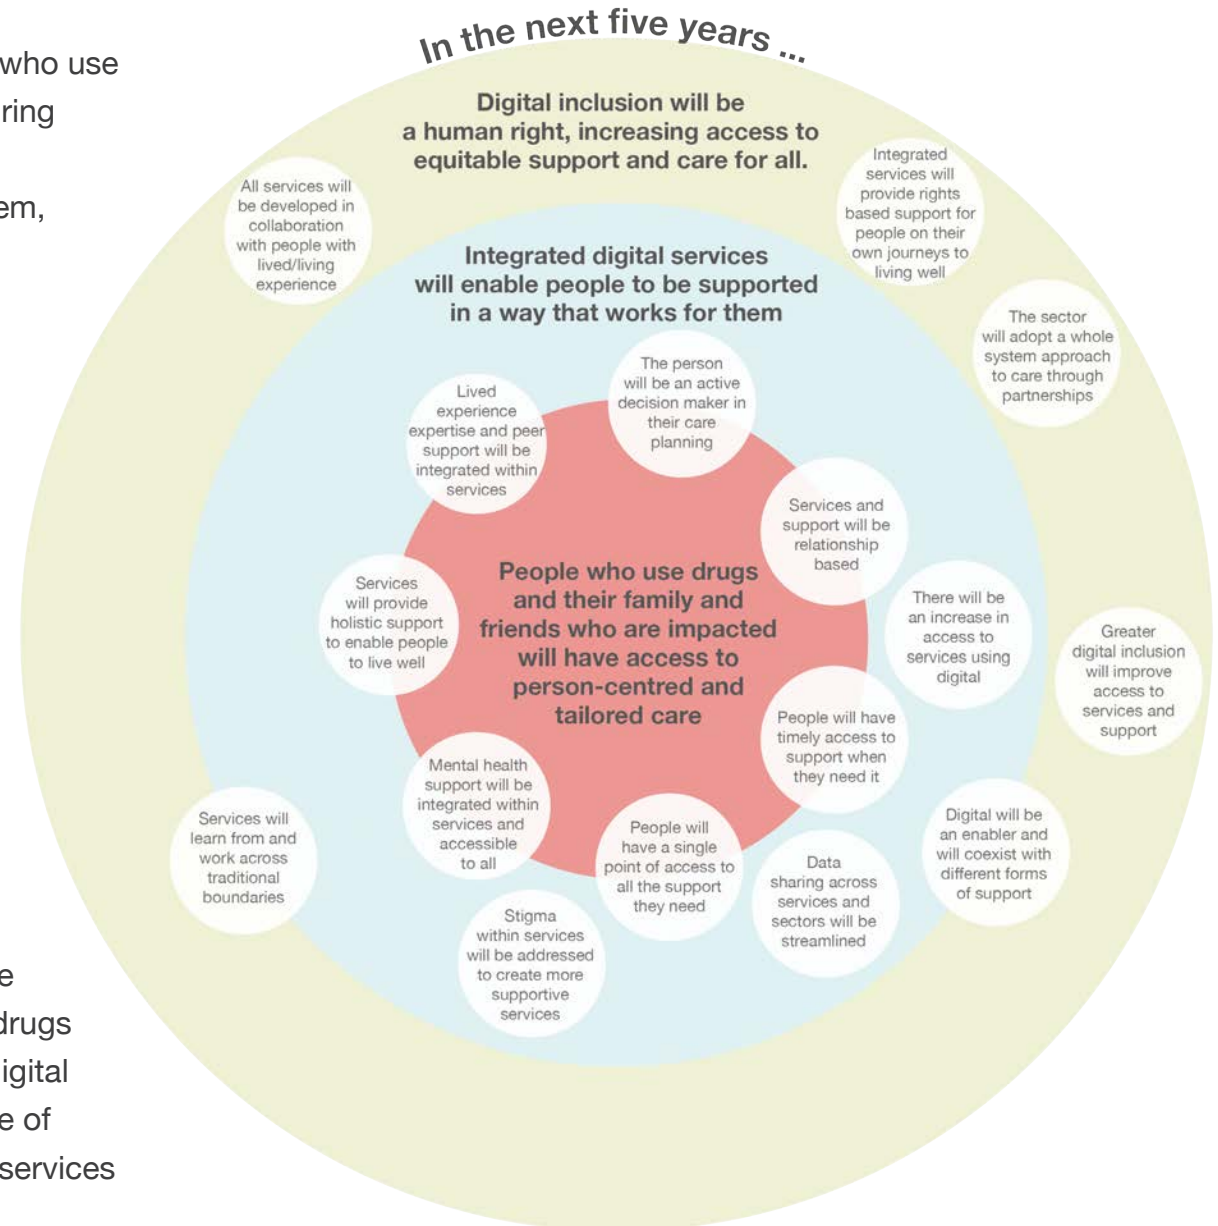 who use
ring
em,
e
drugs
igital
e of
services
In the next five years ...
Digital inclusion will be
a human right, increasing access to
equitable support and care for all.
All services will
be developed in
collaboration
with people with
lived/living
experience
Integrated
services will
provide rights
based support for
people on their
own journeys to
living well
The sector
will adopt a whole
system approach
to care through
partnerships
Integrated digital services
will enable people to be supported
in a way that works for them
The person
will be an active
decision maker in
their care
planning
Lived
experience
expertise and peer
support will be
integrated within
services
Services and
support will be
relationship
based
People who use drugs
and their family and
friends who are impacted
will have access to
person-centred and
tailored care
Services
will provide
holistic support
to enable people
to live well
There will be
an increase in
access to
services using
digital
Greater
digital inclusion
will improve
access to
services and
support
People will have
timely access to
support when
they need it
Mental health
support will be
integrated within
services and
accessible
to all
People will
have a single
point of access to
all the support
they need
Data
sharing across
services and
sectors will be
streamlined
Digital will be
an enabler and
will coexist with
different forms
of support
Services will
learn from and
work across
traditional
boundaries
Stigma
within services
will be addressed
to create more
supportive
services